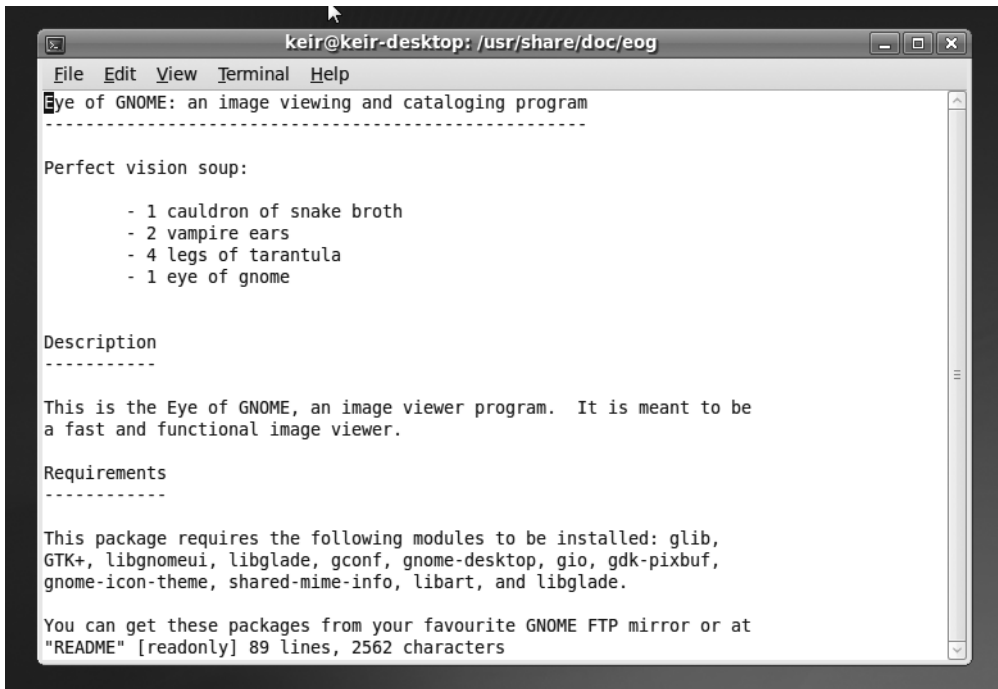 keir@keir-desktop: /usr/share/doc/eog
File Edit View Terminal Help
Eye of GNOME: an image viewing and cataloging program
-----------------------------------------------------
Perfect vision soup:
- 1 cauldron of snake broth
- 2 vampire ears
- 4 legs of tarantula
- 1 eye of gnome
Description
-----------
This is the Eye of GNOME, an image viewer program.  It is meant to be
a fast and functional image viewer.
Requirements
------------
This package requires the following modules to be installed: glib,
GTK+, libgnomeui, libglade, gconf, gnome-desktop, gio, gdk-pixbuf,
gnome-icon-theme, shared-mime-info, libart, and libglade.
You can get these packages from your favourite GNOME FTP mirror or at
"README" [readonly] 89 lines, 2562 characters